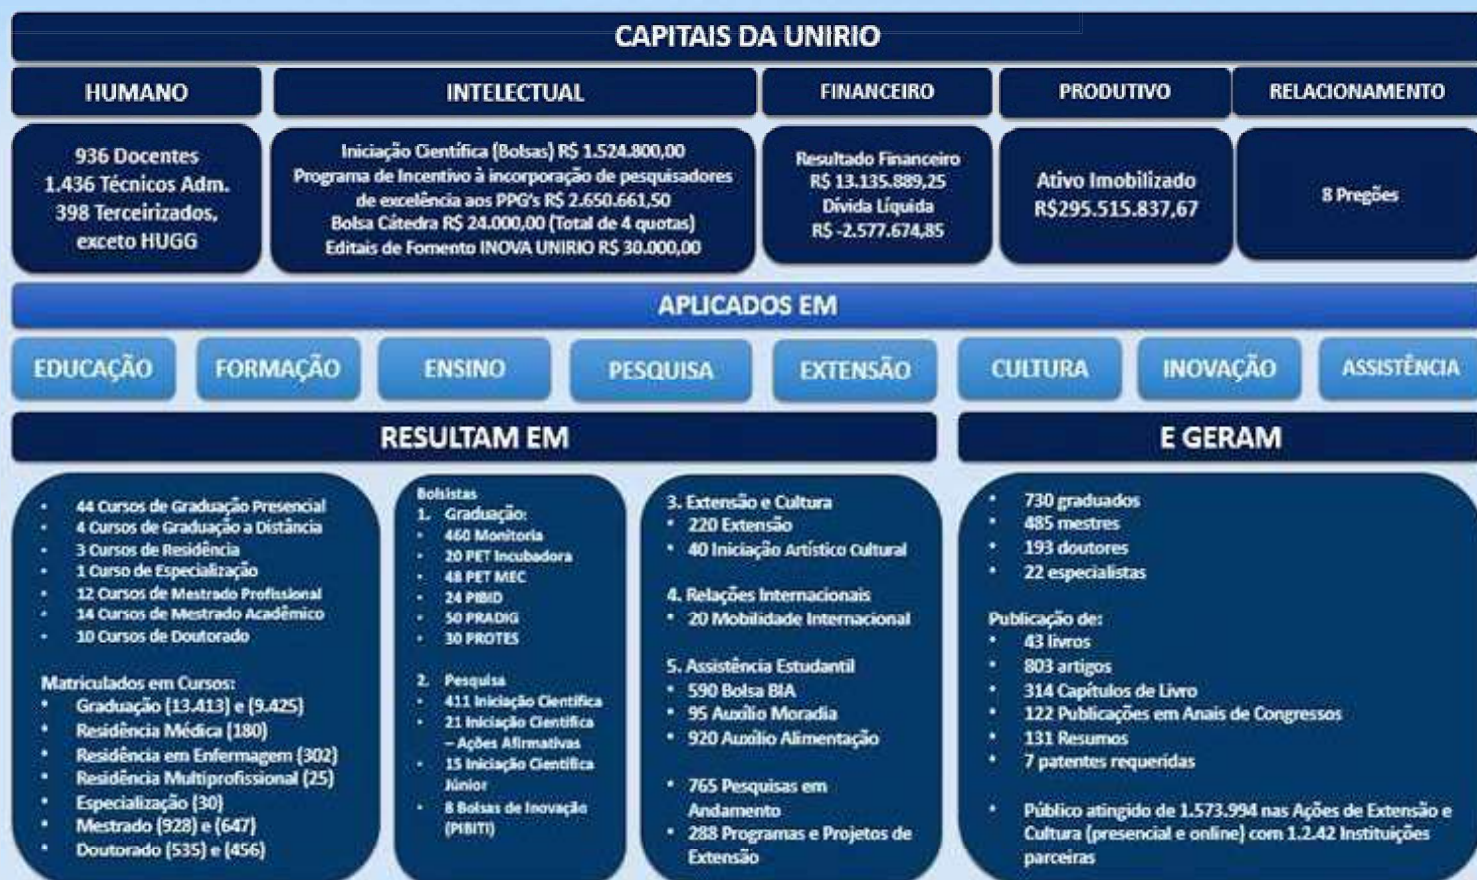 CAPITAIS DA UNIRIO
HUMANO
INTELECTUAL
FINANCEIRO
PRODUTIVO
RELACIONAMENTO
936 Docentes
1.436 Técnicos Adm.
398 Terceirizados,
exceto HUGG
Iniciação Científica (Bolsas) R$ 1.524.800,00
Programa de Incentivo à incorporação de pesquisadores
de excelência aos PPG's R$ 2.650.661,50
Bolsa Cátedra R$ 24.000,00 (Total de 4 quotas)
Editais de Fomento INOVA UNIRIO R$ 30.000,00
Resultado Financeiro
R$ 13.135.889,25
Dívida Líquida
R$ -2.577.674,85
Ativo Imobilizado
R$295.515.837,67
8 Pregões
APLICADOS EM
EDUCAÇÃO
FORMAÇÃO
ENSINO
PESQUISA
EXTENSÃO
CULTURA
INOVAÇÃO
ASSISTÊNCIA
RESULTAM EM
• 44 Cursos de Graduação Presencial
• 4 Cursos de Graduação a Distância
• 3 Cursos de Residência
• 1 Curso de Especialização
• 12 Cursos de Mestrado Profissional
• 14 Cursos de Mestrado Acadêmico
• 10 Cursos de Doutorado
Matriculados em Cursos:
• Graduação (13.413) e (9.425)
• Residência Médica (180)
• Residência em Enfermagem (302)
• Residência Multiprofissional (25)
• Especialização (30)
• Mestrado (928) e (647)
• Doutorado (535) e (456)
Bolsistas
1. Graduação:
• 460 Monitoria
• 20 PET Incubadora
• 48 PET MEC
• 24 PIBID
• 50 PRADIG
• 30 PROTES
2. Pesquisa
• 411 Iniciação Científica
• 21 Iniciação Científica
– Ações Afirmativas
• 15 Iniciação Científica
Júnior
• 8 Bolsas de Inovação
(PIBITI)
3. Extensão e Cultura
• 220 Extensão
• 40 Iniciação Artístico Cultural
4. Relações Internacionais
• 20 Mobilidade Internacional
5. Assistência Estudantil
• 590 Bolsa BIA
• 95 Auxílio Moradia
• 920 Auxílio Alimentação
• 765 Pesquisas em
Andamento
• 288 Programas e Projetos de
Extensão
E GERAM
• 730 graduados
• 485 mestres
• 193 doutores
• 22 especialistas
Publicação de:
• 43 livros
• 803 artigos
• 314 Capítulos de Livro
• 122 Publicações em Anais de Congressos
• 131 Resumos
• 7 patentes requeridas
• Público atingido de 1.573.994 nas Ações de Extensão e
Cultura (presencial e online) com 1.2.42 Instituições
parceiras